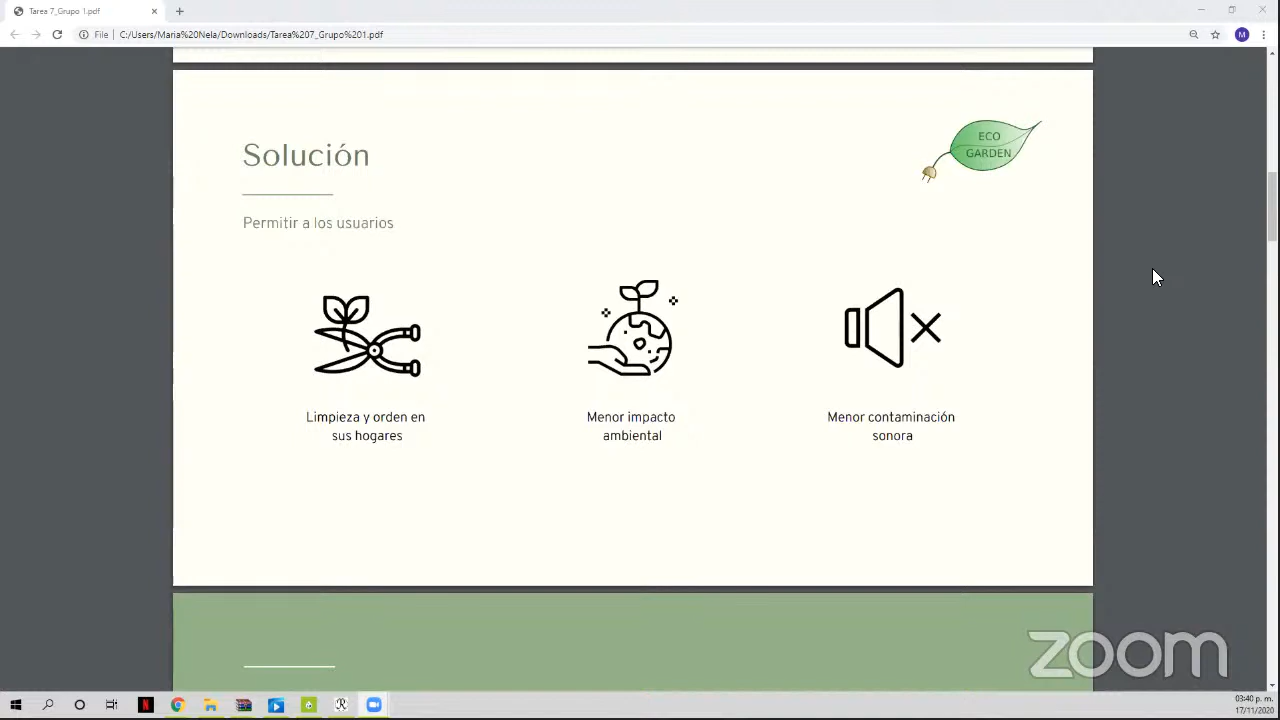 Tarea 7_Grupo 1.pdf
File
C:/Users/Maria%20Nela/Downloads/Tarea%207_Grupo%201.pdf
M
Solución
ECO
GARDEN
Permitir a los usuarios
Limpieza y orden en
sus hogares
Menor impacto
ambiental
Menor contaminación
sonora
zoom
N
R
03:40 p. m.
17/11/2020